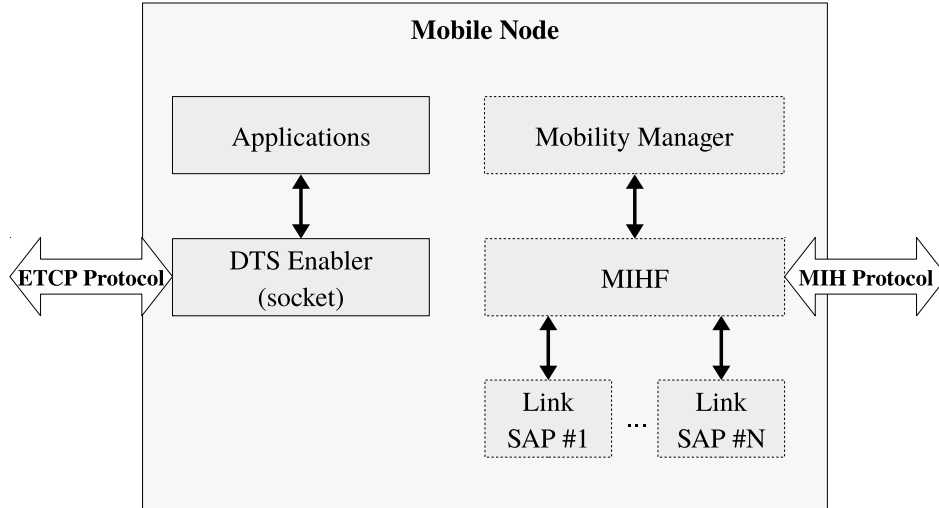 Mobile Node
Applications
Mobility Manager
ETCP Protocol
DTS Enabler
(socket)
MIHF
MIH Protocol
Link
SAP #1
...
Link
SAP #N